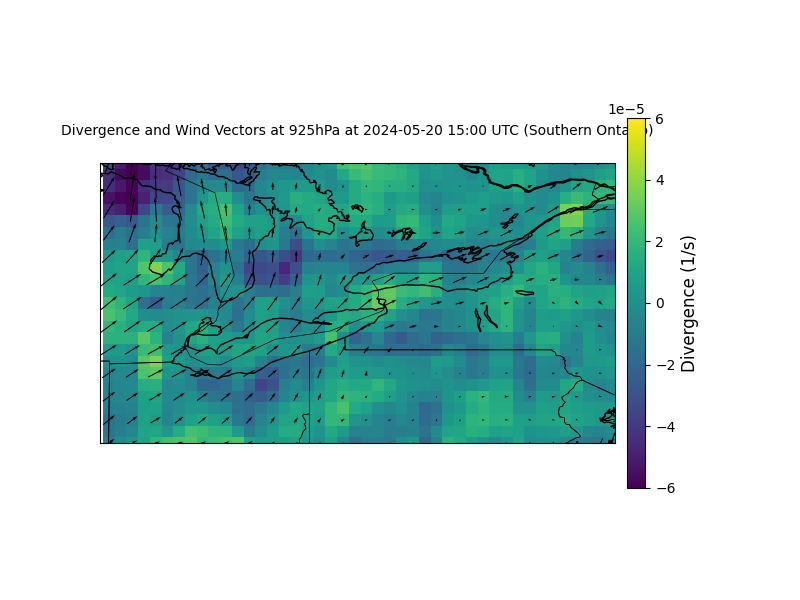 1e−5
Divergence and Wind Vectors at 925hPa at 2024-05-20 15:00 UTC (Southern Ontario)
6
4
2
0
−2
−4
−6
Divergence (1/s)